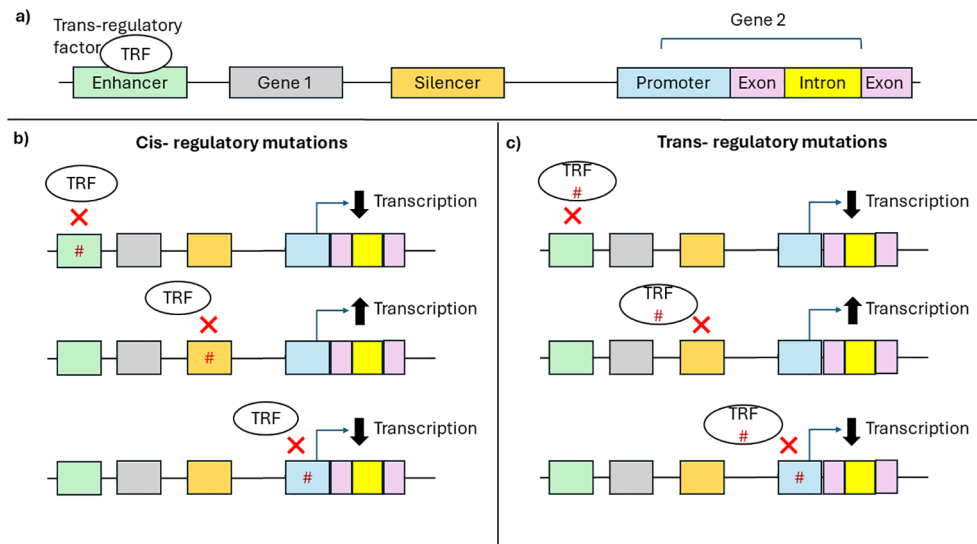 a)
Trans-regulatory
factor
TRF
Gene 2
Enhancer
Gene 1
Silencer
Promoter
Exon
Intron
Exon
b)
Cis- regulatory mutations
TRF
Transcription
#
TRF
Transcription
#
TRF
Transcription
#
c)
Trans- regulatory mutations
TRF
#
Transcription
TRF
#
Transcription
TRF
#
Transcription
#